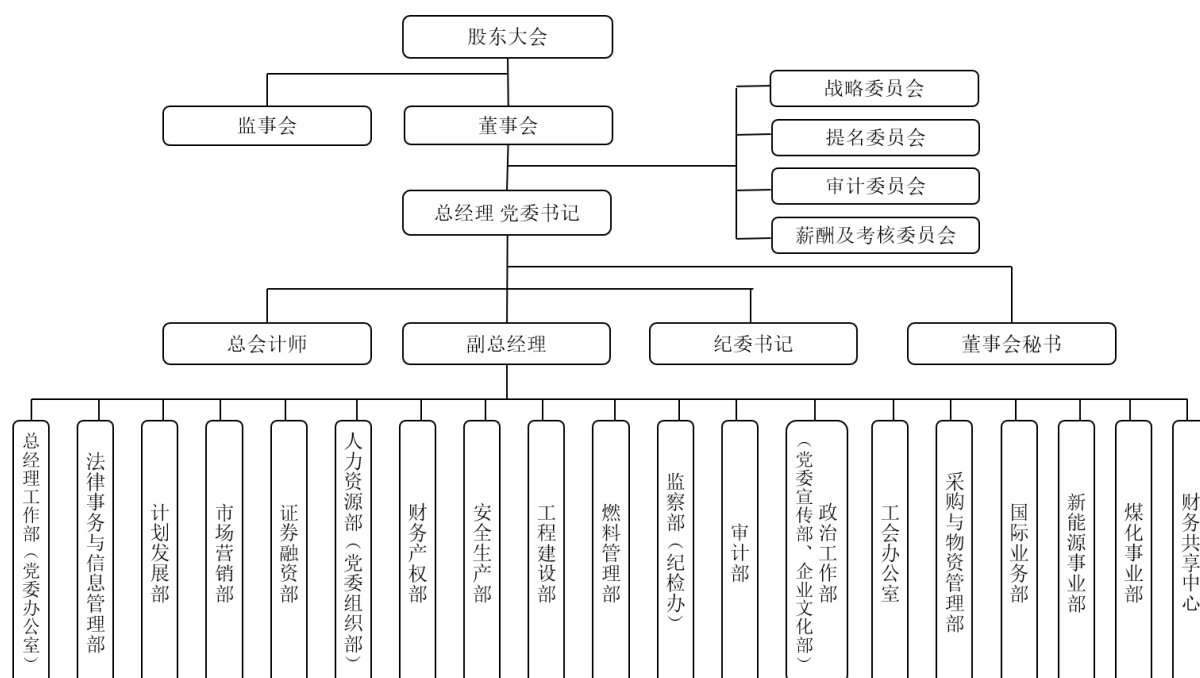 股东大会
监事会
董事会
战略委员会
提名委员会
审计委员会
薪酬及考核委员会
总经理 党委书记
总会计师
副总经理
纪委书记
董事会秘书
总经理工作部（党委办公室）
法律事务与信息管理部
计划发展部
市场营销部
证券融资部
人力资源部（党委组织部）
财务产权部
安全生产部
工程建设部
燃料管理部
监察部（纪检办）
审计部
政治工作部
（党委宣传部、企业文化部）
工会办公室
采购与物资管理部
国际业务部
新能源事业部
煤化事业部
财务共享中心